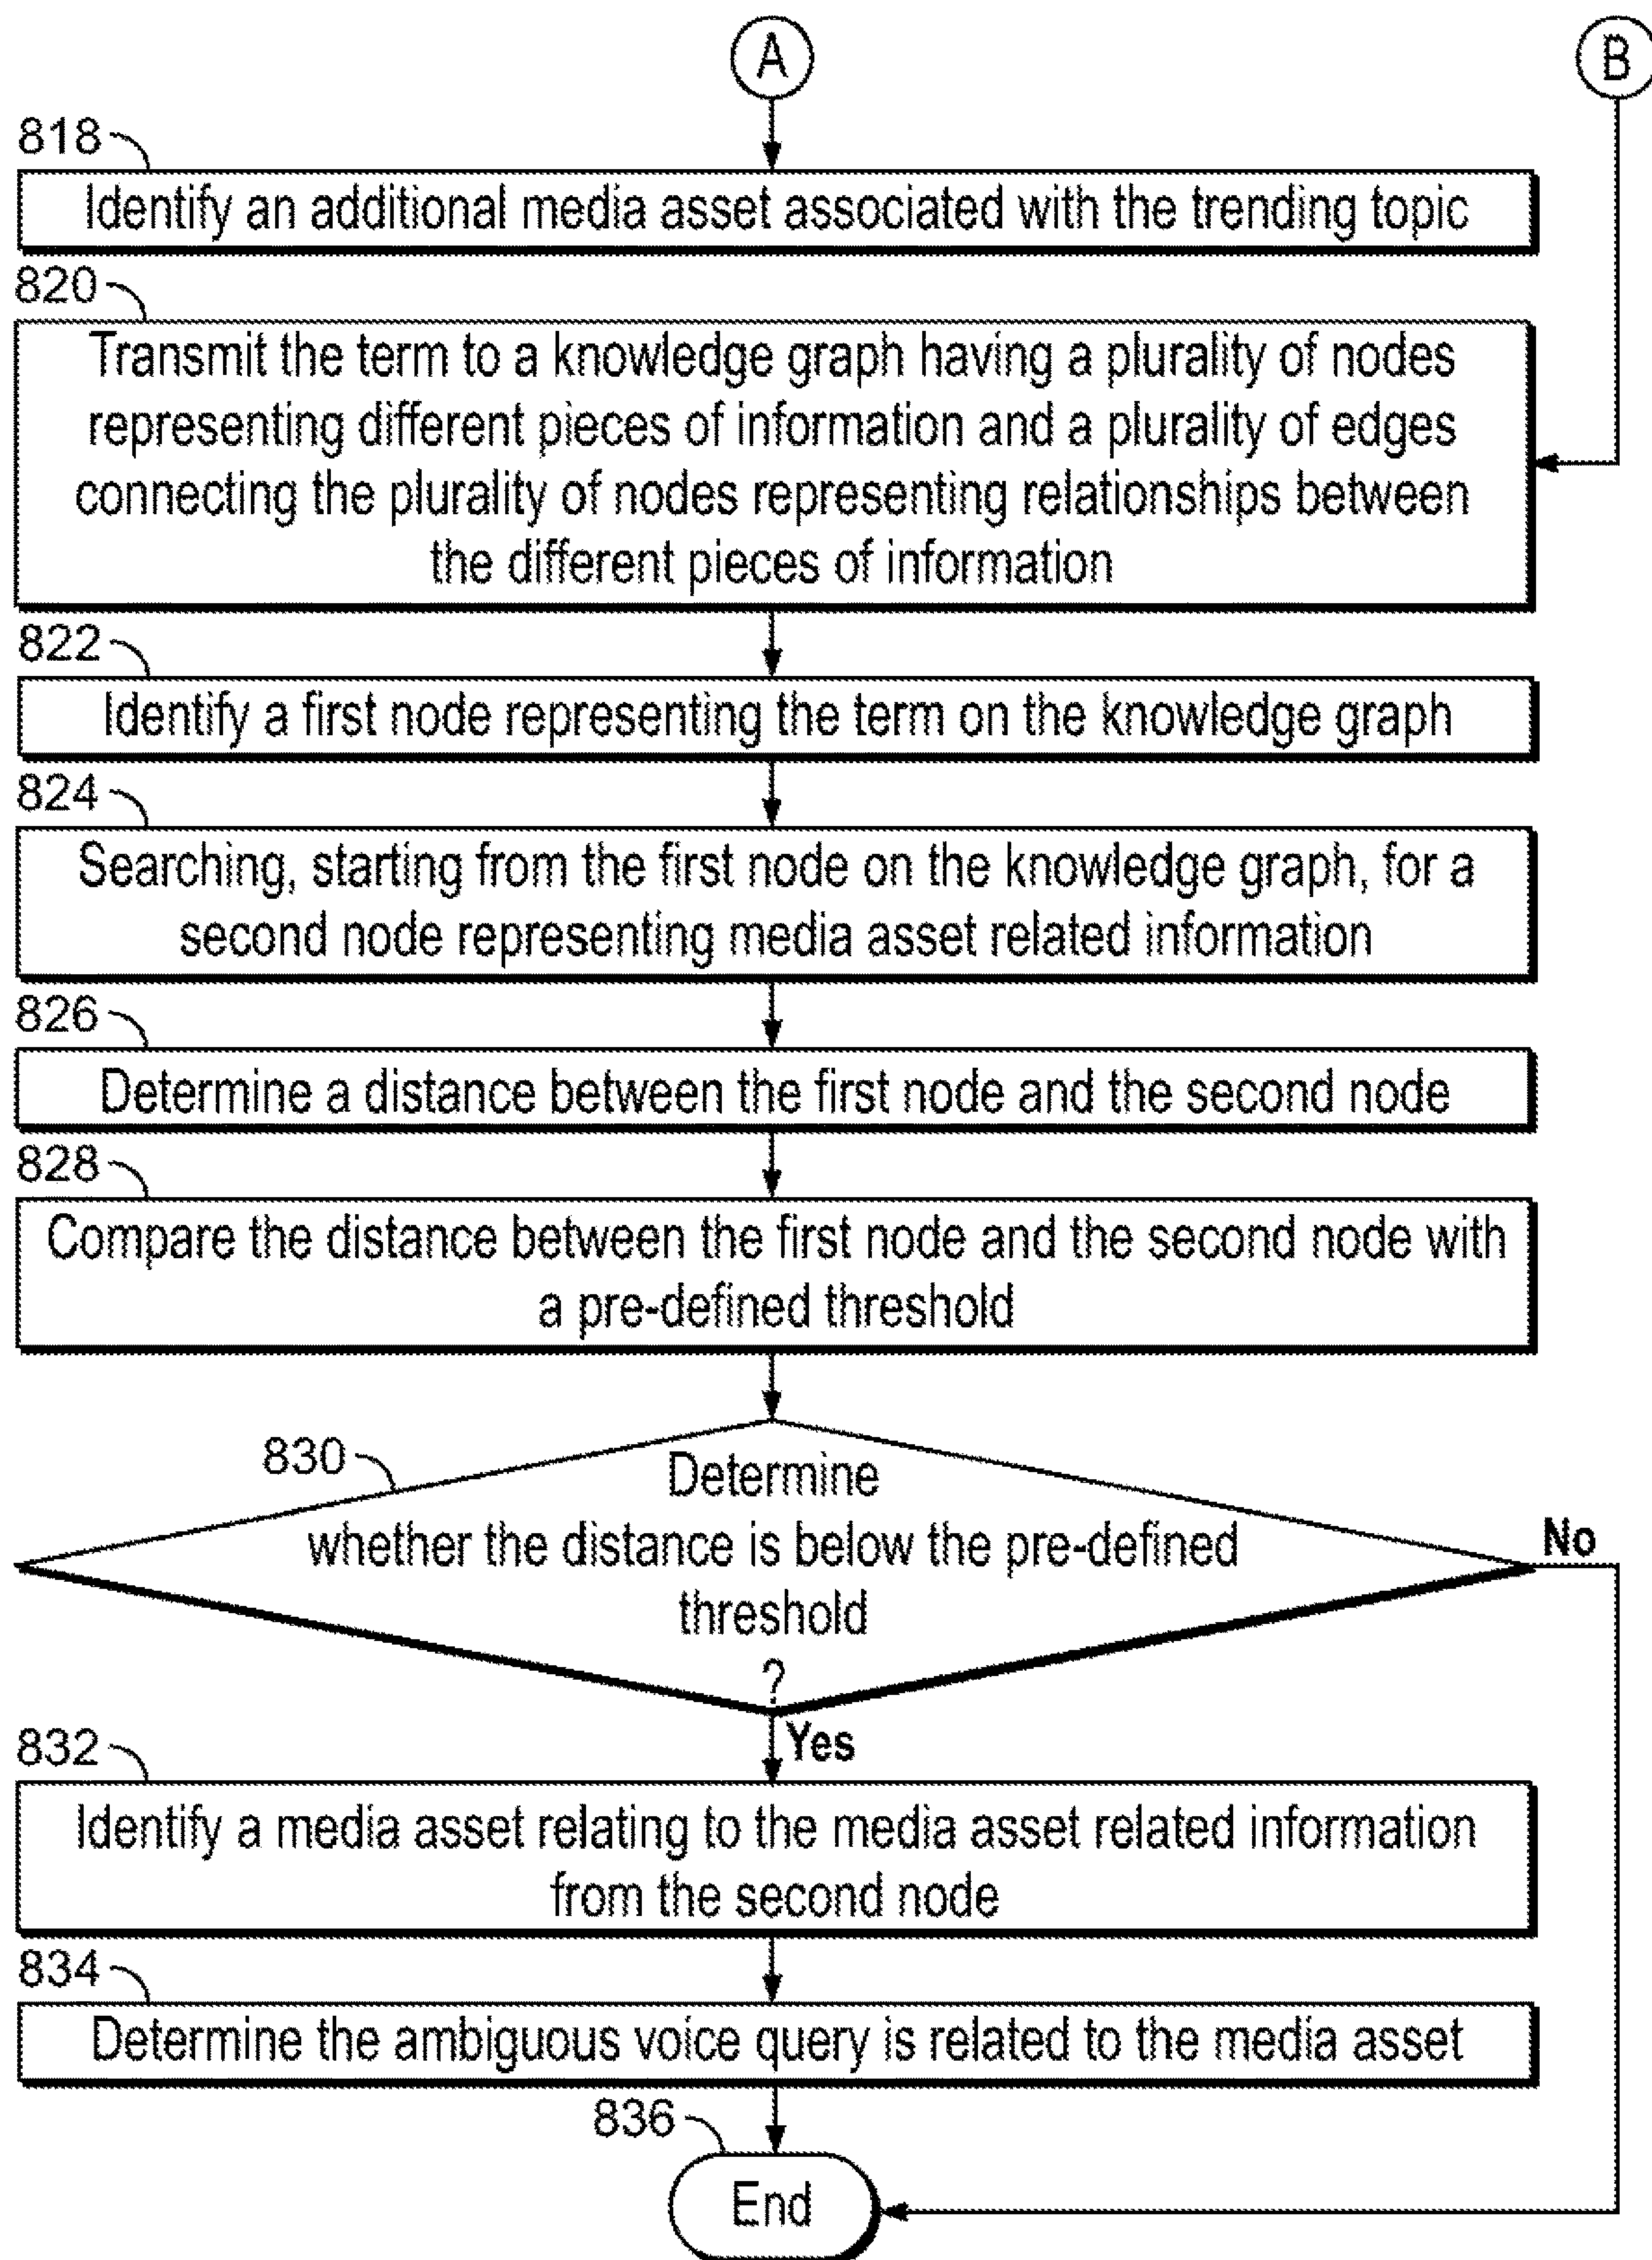 A
B
818
Identify an additional media asset associated with the trending topic
820
Transmit the term to a knowledge graph having a plurality of nodes
representing different pieces of information and a plurality of edges
connecting the plurality of nodes representing relationships between
the different pieces of information
822
Identify a first node representing the term on the knowledge graph
824
Searching, starting from the first node on the knowledge graph, for a
second node representing media asset related information
826
Determine a distance between the first node and the second node
828
Compare the distance between the first node and the second node with
a pre-defined threshold
830
Determine
whether the distance is below the pre-defined
threshold
?
No
Yes
832
Identify a media asset relating to the media asset related information
from the second node
834
Determine the ambiguous voice query is related to the media asset
836
End